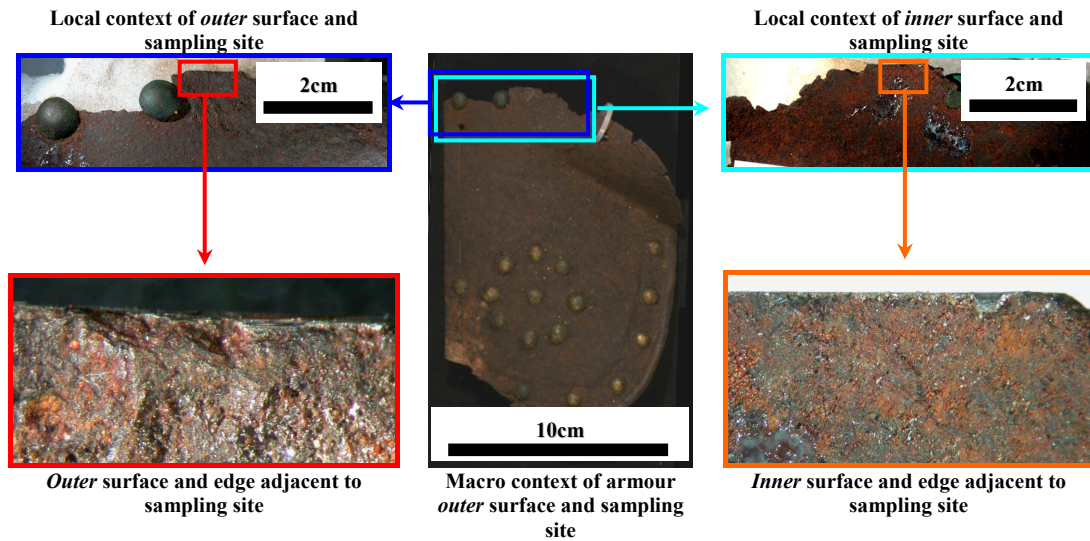 Local context of outer surface and
sampling site
Local context of inner surface and
sampling site
2cm
2cm
10cm
Outer surface and edge adjacent to
sampling site
Macro context of armour
outer surface and sampling
site
Inner surface and edge adjacent to
sampling site